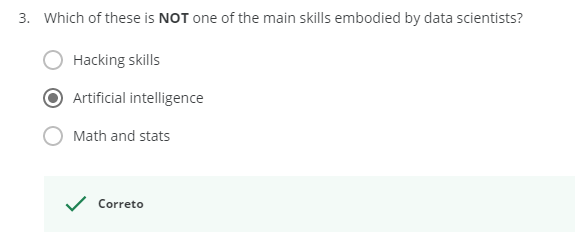 3. Which of these is NOT one of the main skills embodied by data scientists?
Hacking skills
Artificial intelligence
Math and stats
Correto